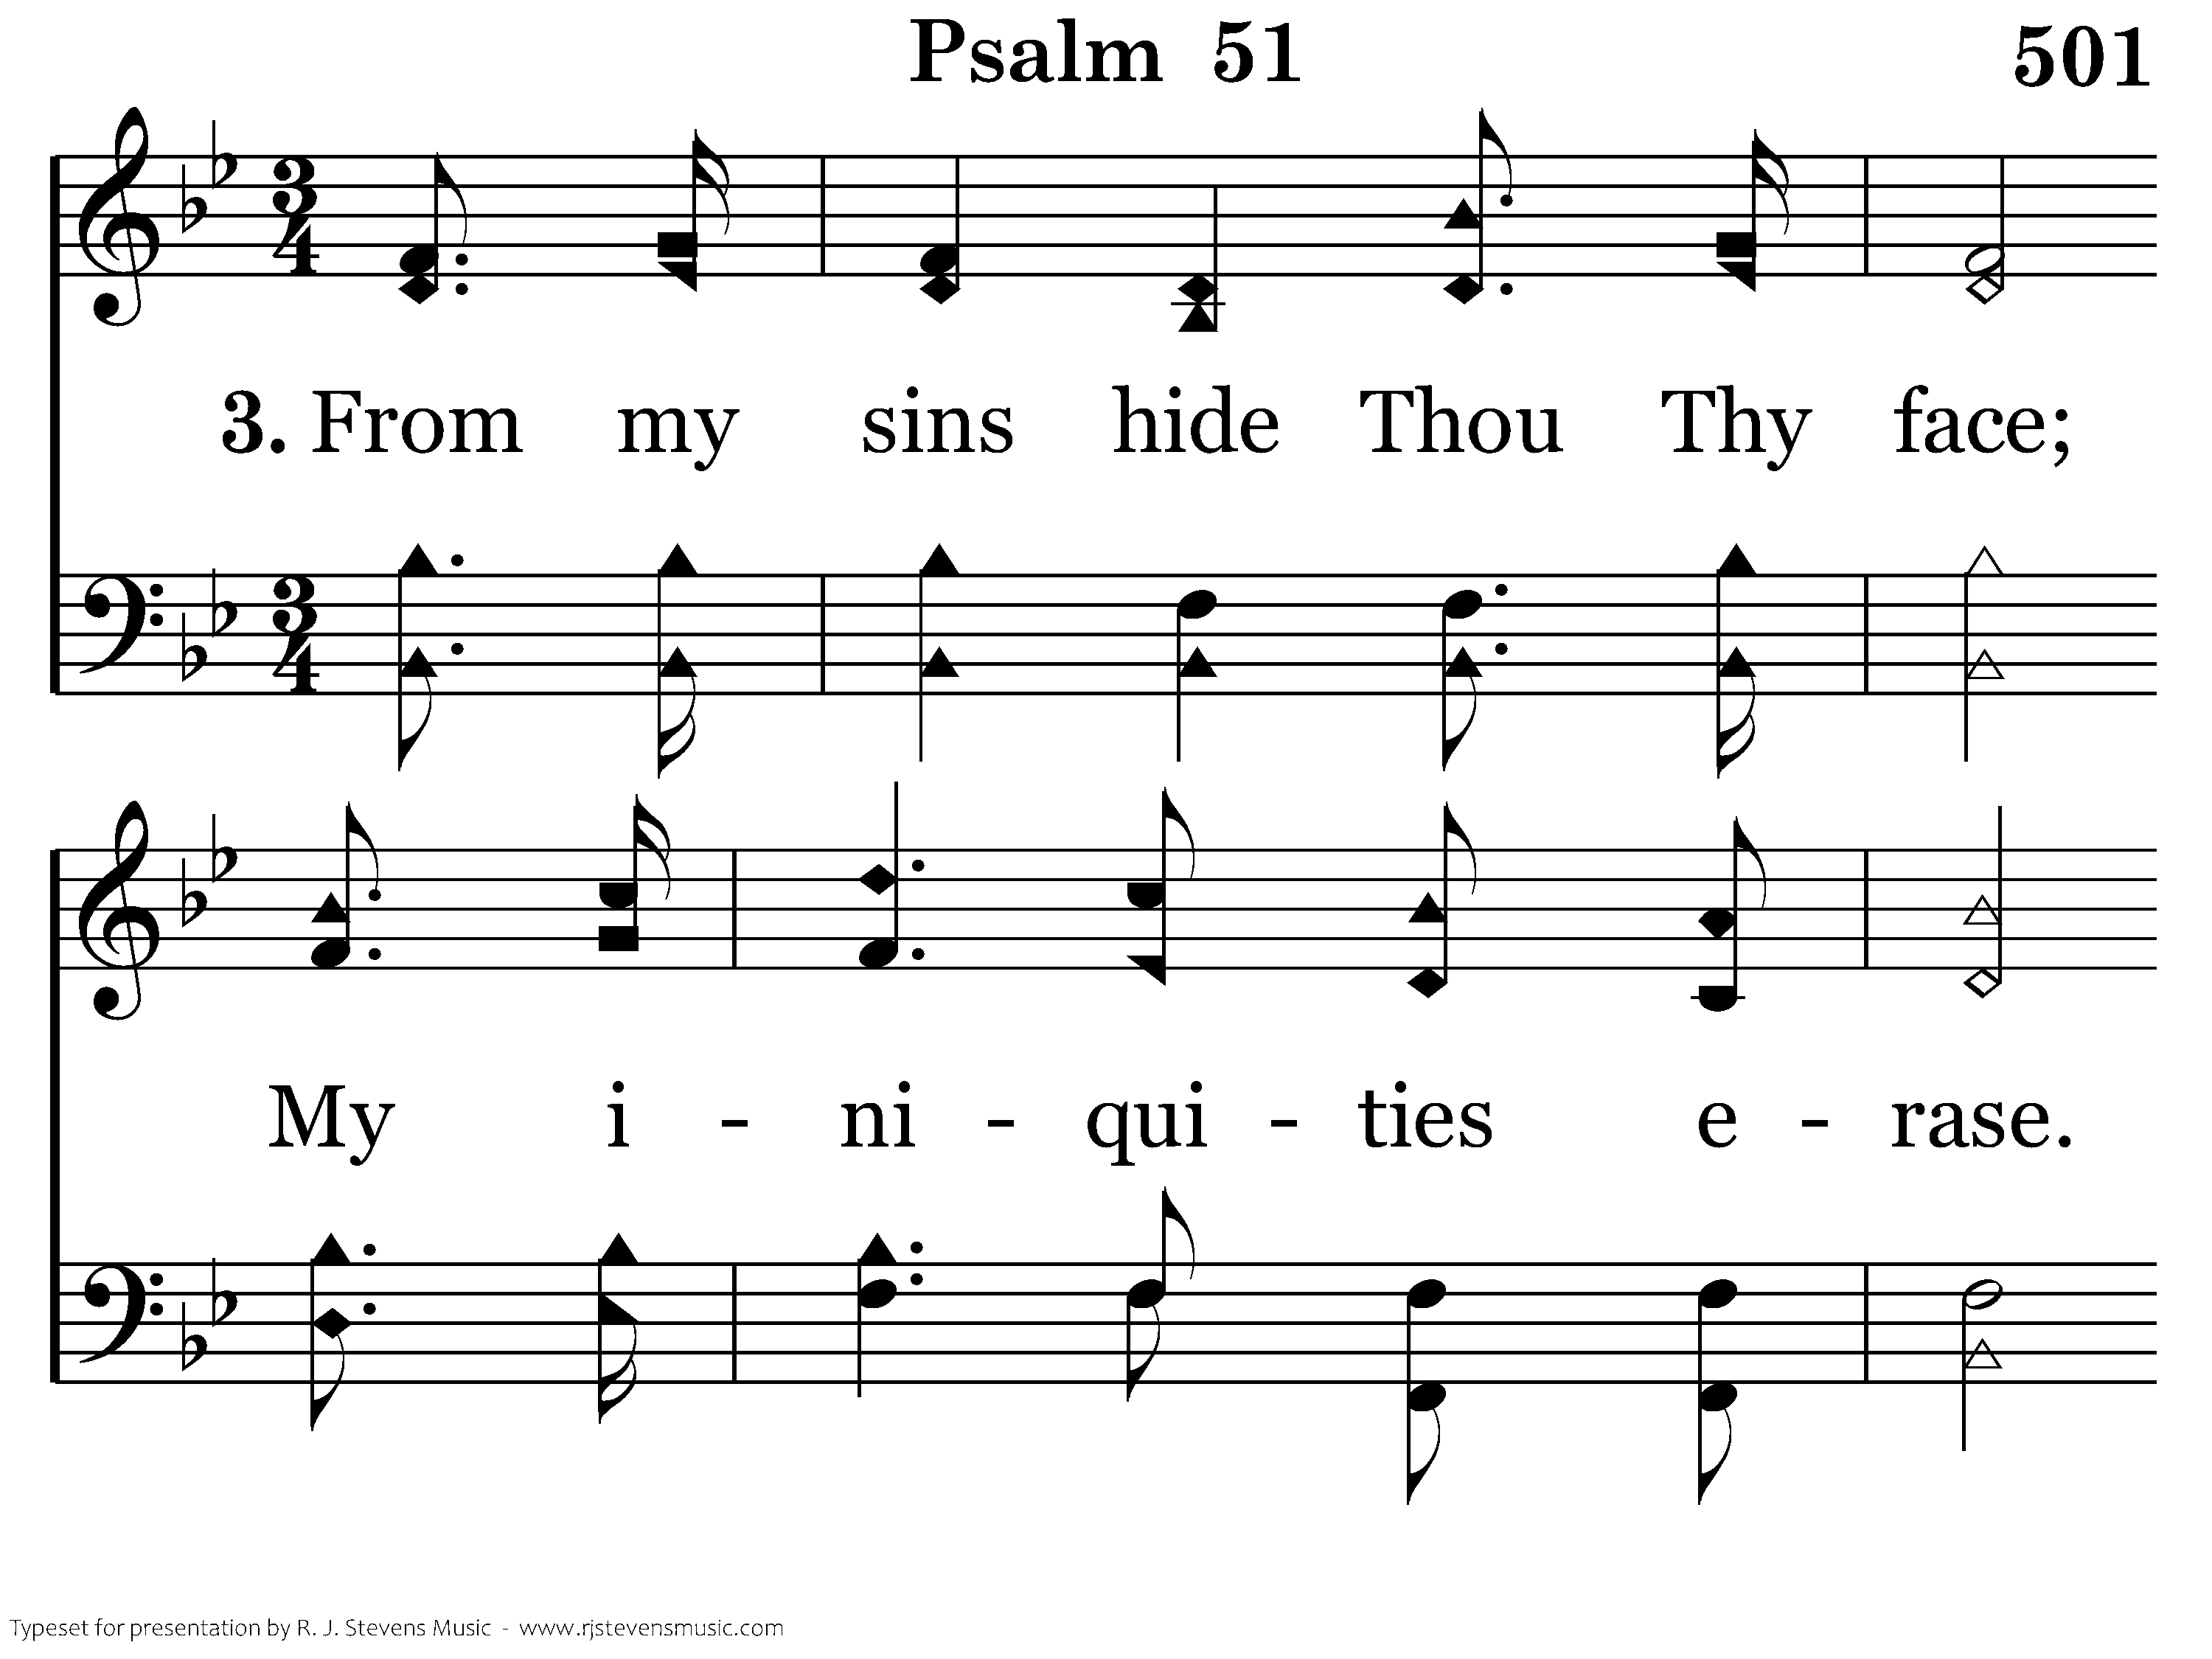 Psalm 51 501
3. From my sins hide Thou Thy face;
My i - ni - qui - ties e - rase.
Typeset for presentation by R. J. Stevens Music - www.rjstevensmusic.com